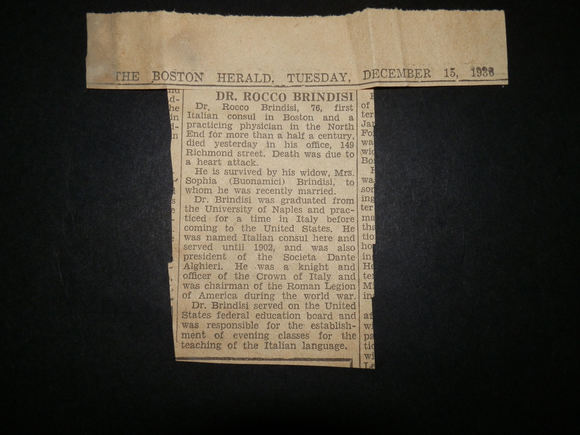 THE BOSTON HERALD, TUESDAY, DECEMBER 15, 1936
DR. ROCCO BRINDISI
Dr. Rocco Brindisi, 76, first
Italian consul in Boston and a
practicing physician in the North
End for more than a half a century,
died yesterday in his office, 149
Richmond street. Death was due to
a heart attack.
He is survived by his widow, Mrs.
Sophia (Buonamici) Brindisi, to
whom he was recently married.
Dr. Brindisi was graduated from
the University of Naples and prac-
ticed for a time in Italy before
coming to the United States. He
was named Italian consul here and
served until 1902, and was also
president of the Societa Dante
Alghieri. He was a knight and
officer of the Crown of Italy and
was chairman of the Roman Legion
of America during the world war.
Dr. Brindisi served on the United
States federal education board and
was responsible for the establish-
ment of evening classes for the
teaching of the Italian language.